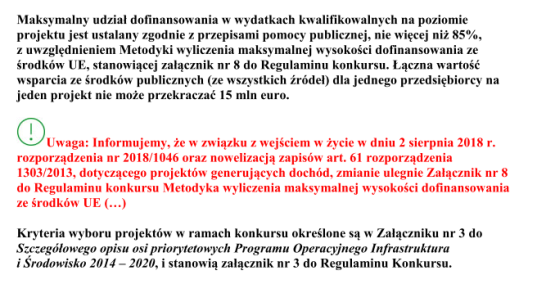 Maksymalny udział dofinansowania w wydatkach kwalifikowalnych na poziomie
projektu jest ustalany zgodnie z przepisami pomocy publicznej, nie więcej niż 85%,
z uwzględnieniem Metodyki wyliczenia maksymalnej wysokości dofinansowania ze
środków UE, stanowiącej załącznik nr 8 do Regulaminu konkursu. Łączna wartość
wsparcia ze środków publicznych (ze wszystkich źródeł) dla jednego przedsiębiorcy na
jeden projekt nie może przekraczać 15 mln euro.
Uwaga: Informujemy, że w związku z wejściem w życie w dniu 2 sierpnia 2018 r.
rozporządzenia nr 2018/1046 oraz nowelizacją zapisów art. 61 rozporządzenia
1303/2013, dotyczącego projektów generujących dochód, zmianie ulegnie Załącznik nr 8
do Regulaminu konkursu Metodyka wyliczenia maksymalnej wysokości dofinansowania
ze środków UE (…)
Kryteria wyboru projektów w ramach konkursu określone są w Załączniku nr 3 do
Szczegółowego opisu osi priorytetowych Programu Operacyjnego Infrastruktura
i Środowisko 2014 – 2020, i stanowią załącznik nr 3 do Regulaminu Konkursu.